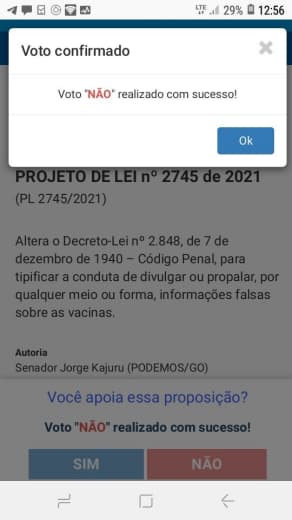 LTE 29% 12:56
Voto confirmado ×
Voto "NÃO" realizado com sucesso!
Ok
PROJETO DE LEI nº 2745 de 2021
(PL 2745/2021)
Altera o Decreto-Lei nº 2.848, de 7 de
dezembro de 1940 – Código Penal, para
tipificar a conduta de divulgar ou propalar, por
qualquer meio ou forma, informações falsas
sobre as vacinas.
Autoria
Senador Jorge Kajuru (PODEMOS/GO)
Você apoia essa proposição?
Voto "NÃO" realizado com sucesso!
SIM NÃO